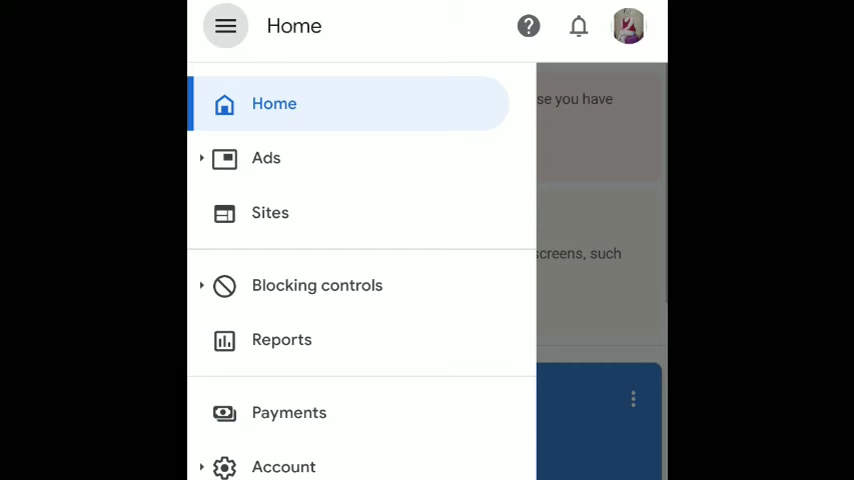 Home
se you have
Home
Ads
Sites
screens, such
Blocking controls
Reports
Payments
Account